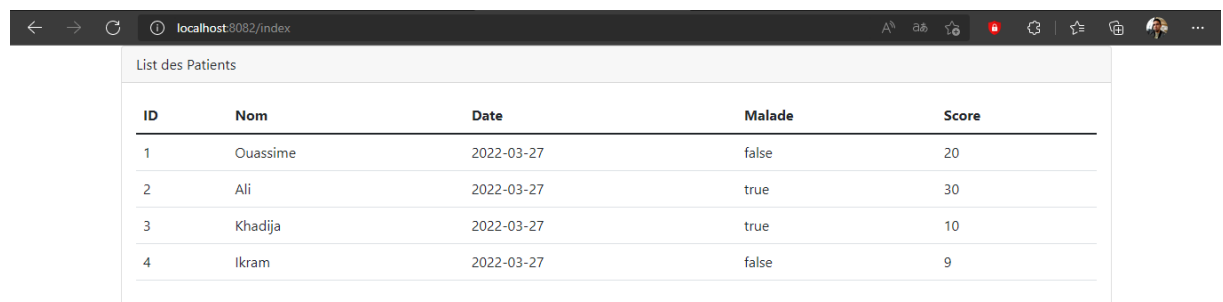 localhost:8082/index
List des Patients
ID Nom Date Malade Score
1 Ouassime 2022-03-27 false 20
2 Ali 2022-03-27 true 30
3 Khadija 2022-03-27 true 10
4 Ikram 2022-03-27 false 9